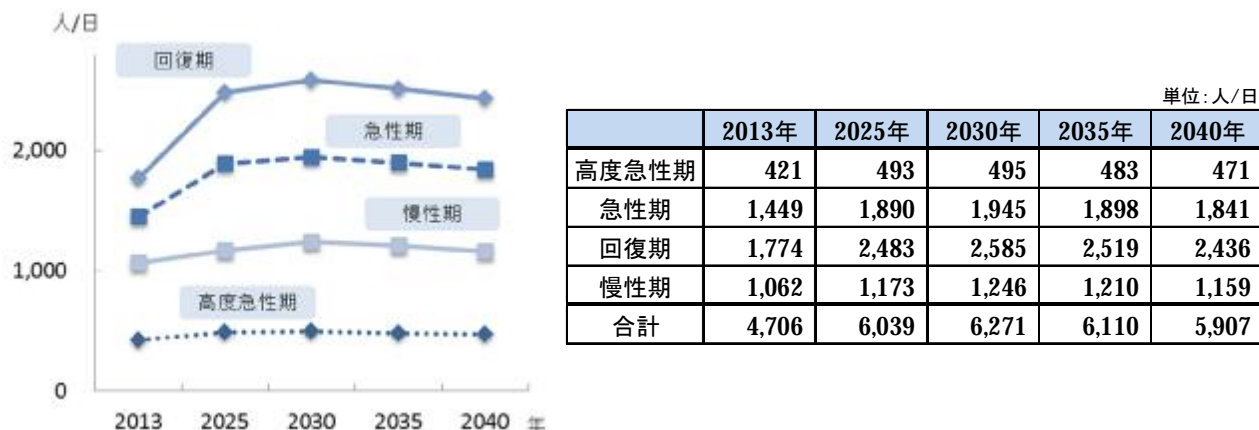 人/日
回復期
急性期
2,000
慢性期
1,000
高度急性期
0
2013 2025 2030 2035 2040 年
単位:人/日
2013年 2025年 2030年 2035年 2040年
高度急性期 421 493 495 483 471
急性期 1,449 1,890 1,945 1,898 1,841
回復期 1,774 2,483 2,585 2,519 2,436
慢性期 1,062 1,173 1,246 1,210 1,159
合計 4,706 6,039 6,271 6,110 5,907